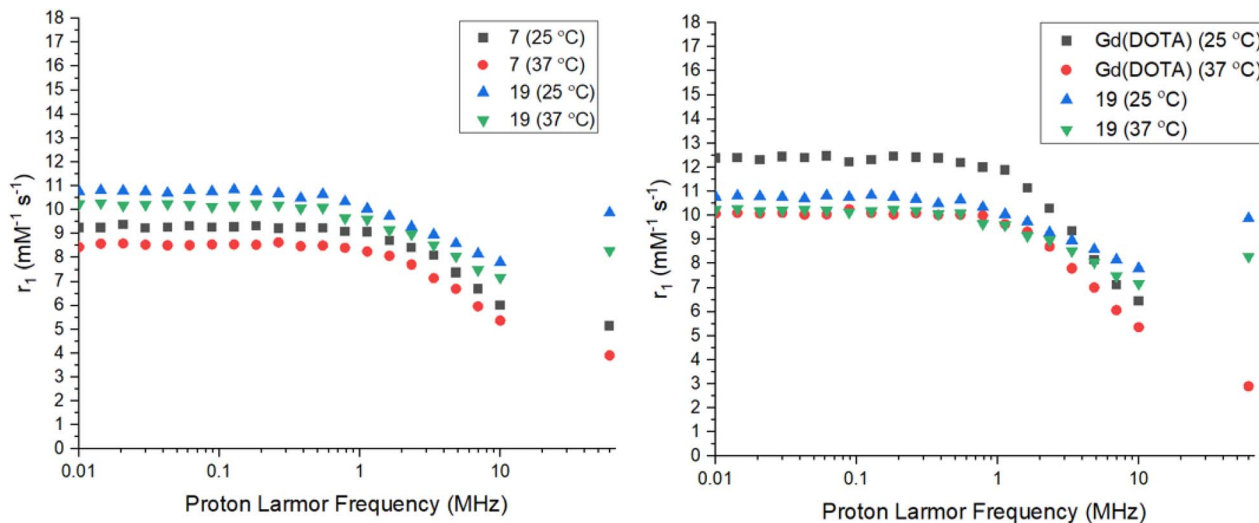 18
17
16
15
14
13
12
11
10
9
8
7
6
5
4
3
2
1
0
r₁ (mM⁻¹ s⁻¹)
7 (25 °C)
7 (37 °C)
19 (25 °C)
19 (37 °C)
0.01 0.1 1 10
Proton Larmor Frequency (MHz)
18
17
16
15
14
13
12
11
10
9
8
7
6
5
4
3
2
1
0
r₁ (mM⁻¹ s⁻¹)
Gd(DOTA) (25 °C)
Gd(DOTA) (37 °C)
19 (25 °C)
19 (37 °C)
0.01 0.1 1 10
Proton Larmor Frequency (MHz)